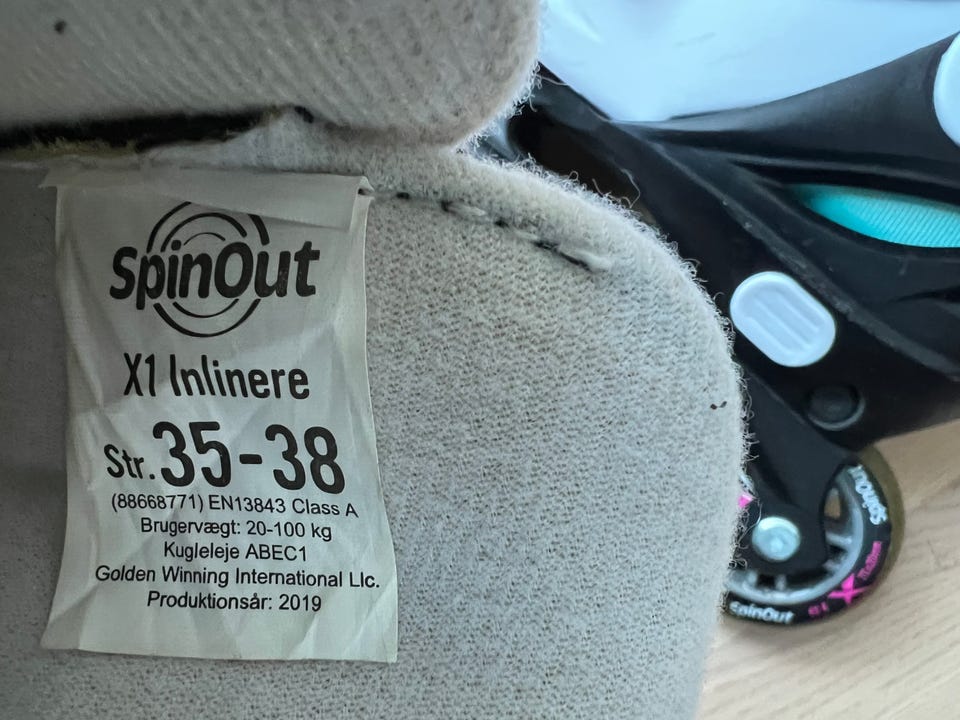 SpinOut
X1 Inlinere
Str. 35-38
(88668771) EN13843 Class A
Brugervægt: 20-100 kg
Kugleleje ABEC1
Golden Winning International Llc.
Produktionsår: 2019
SpinOut
SpinOut